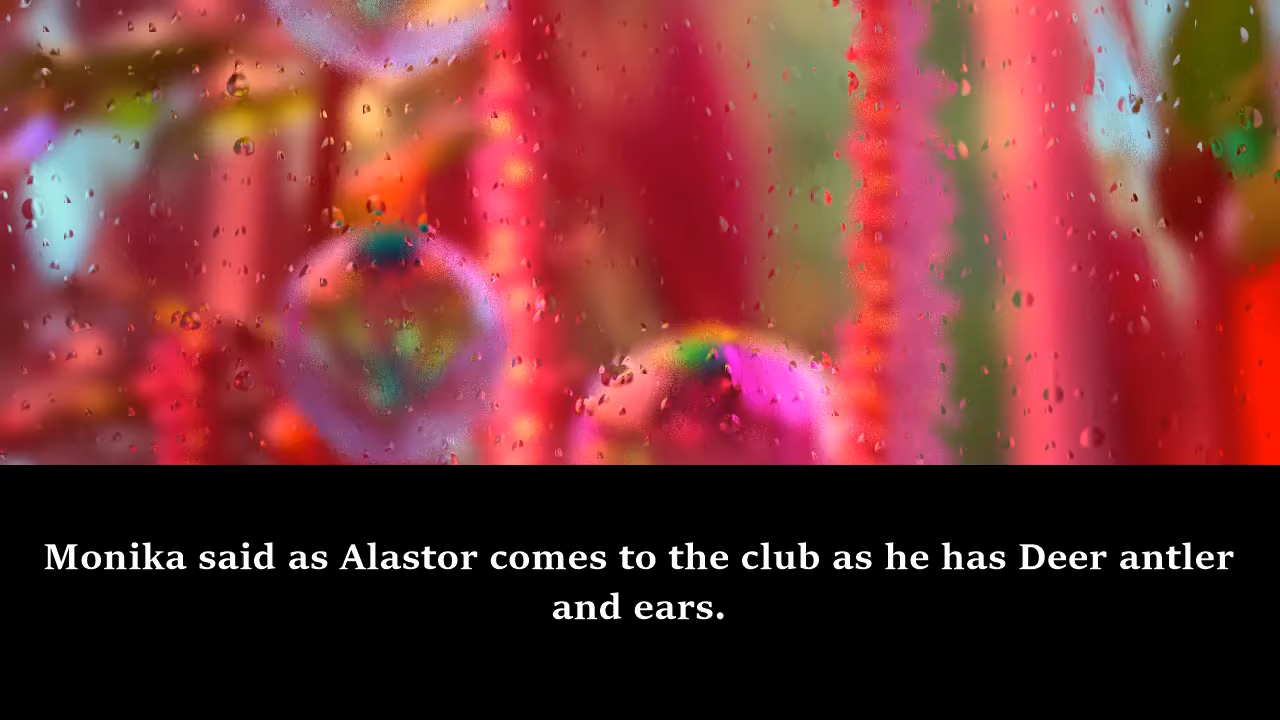 Monika said as Alastor comes to the club as he has Deer antler
and ears.